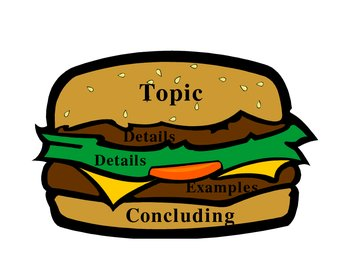 Topic
Details
Details
Examples
Concluding